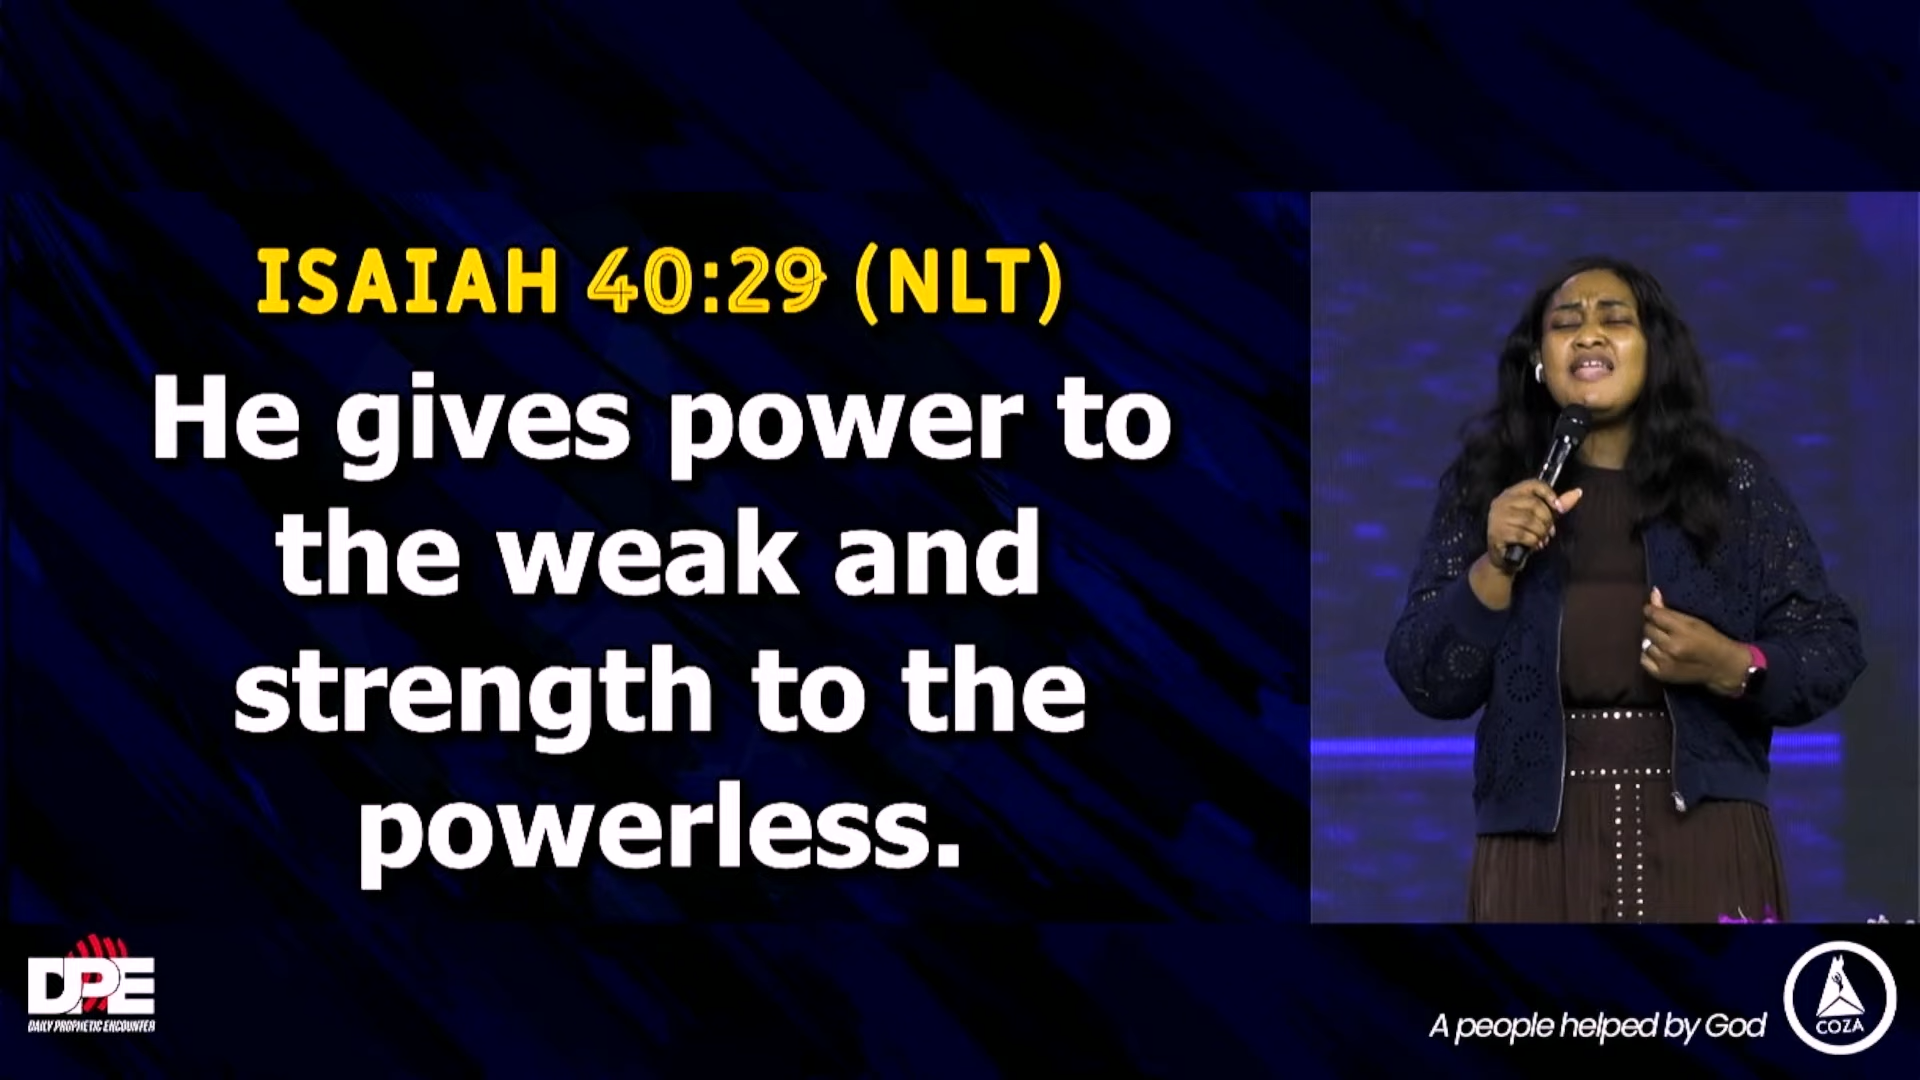 ISAIAH 40:29 (NLT)
He gives power to
the weak and
strength to the
powerless.
DPE
DAILY PROPHETIC ENCOUNTER
A people helped by God
COZA